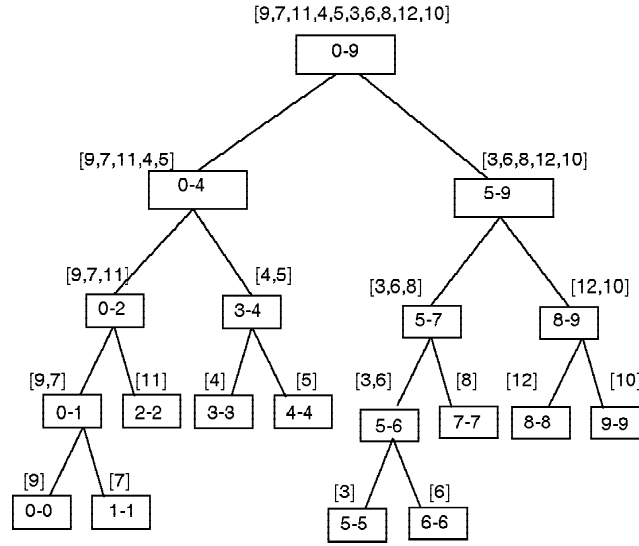 [9,7,11,4,5,3,6,8,12,10]
0-9
[9,7,11,4,5] [3,6,8,12,10]
0-4 5-9
[9,7,11] [4,5] [3,6,8] [12,10]
0-2 3-4 5-7 8-9
[9,7] [11] [4] [5] [3,6] [8] [12] [10]
0-1 2-2 3-3 4-4 5-6 7-7 8-8 9-9
[9] [7] [3] [6]
0-0 1-1 5-5 6-6